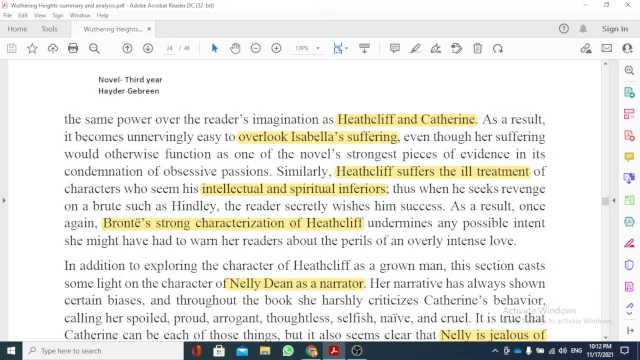 Wuthering Heights-summary and analysis.pdf - Adobe Acrobat Reader DC (32-bit)
File Edit View Sign Window Help
Home Tools Wuthering Heights-... Sign In
24 / 46 139%
Novel- Third year
Hayder Gebreen
the same power over the reader's imagination as Heathcliff and Catherine. As a result,
it becomes unnervingly easy to overlook Isabella's suffering, even though her suffering
would otherwise function as one of the novel's strongest pieces of evidence in its
condemnation of obsessive passions. Similarly, Heathcliff suffers the ill treatment of
characters who seem his intellectual and spiritual inferiors; thus when he seeks revenge
on a brute such as Hindley, the reader secretly wishes him success. As a result, once
again, Brontë's strong characterization of Heathcliff undermines any possible intent
she might have had to warn her readers about the perils of an overly intense love.
In addition to exploring the character of Heathcliff as a grown man, this section casts
some light on the character of Nelly Dean as a narrator. Her narrative has always shown
certain biases, and throughout the book she harshly criticizes Catherine's behavior,
calling her spoiled, proud, arrogant, thoughtless, selfish, naïve, and cruel. It is true that
Catherine can be each of those things, but it also seems clear that Nelly is jealous of
Activate Windows
to activate Windows.
Type here to search
ENG
10:12 PM
11/17/2021